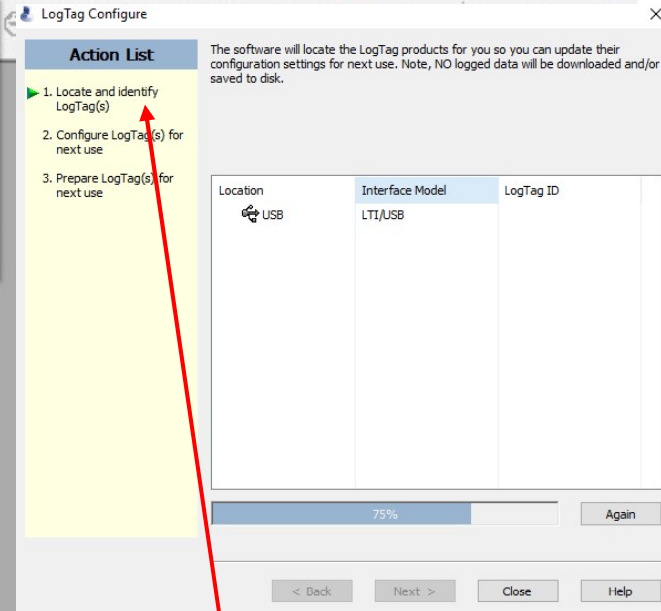 LogTag Configure
Action List
1. Locate and identify
LogTag(s)
2. Configure LogTag(s) for
next use
3. Prepare LogTag(s) for
next use
The software will locate the LogTag products for you so you can update their
configuration settings for next use. Note, NO logged data will be downloaded and/or
saved to disk.
Location Interface Model LogTag ID
USB LTI/USB
75% Again
< Back Next > Close Help